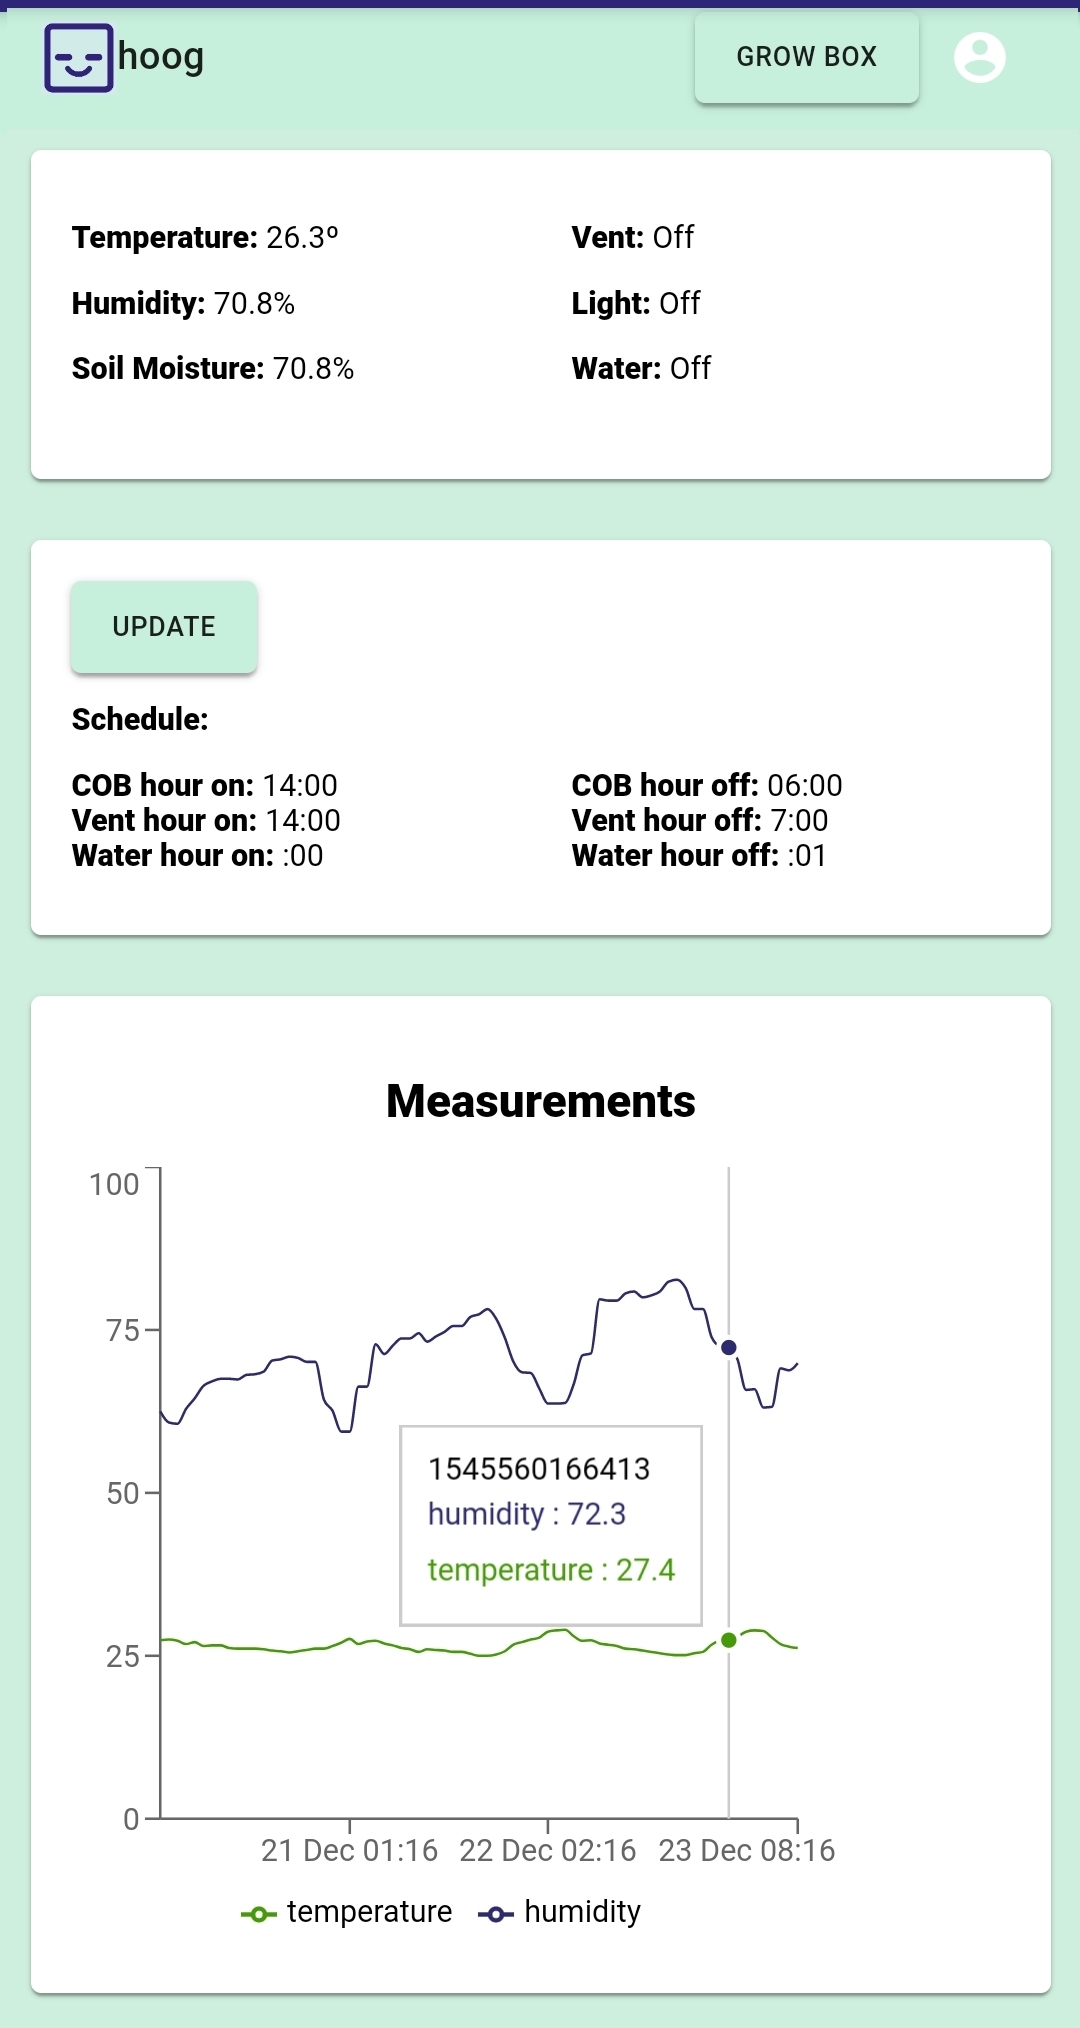 hoog
GROW BOX
Temperature: 26.3º
Vent: Off
Humidity: 70.8%
Light: Off
Soil Moisture: 70.8%
Water: Off
UPDATE
Schedule:
COB hour on: 14:00
COB hour off: 06:00
Vent hour on: 14:00
Vent hour off: 7:00
Water hour on: :00
Water hour off: :01
Measurements
100
75
50
25
0
1545560166413
humidity : 72.3
temperature : 27.4
21 Dec 01:16
22 Dec 02:16
23 Dec 08:16
temperature
humidity